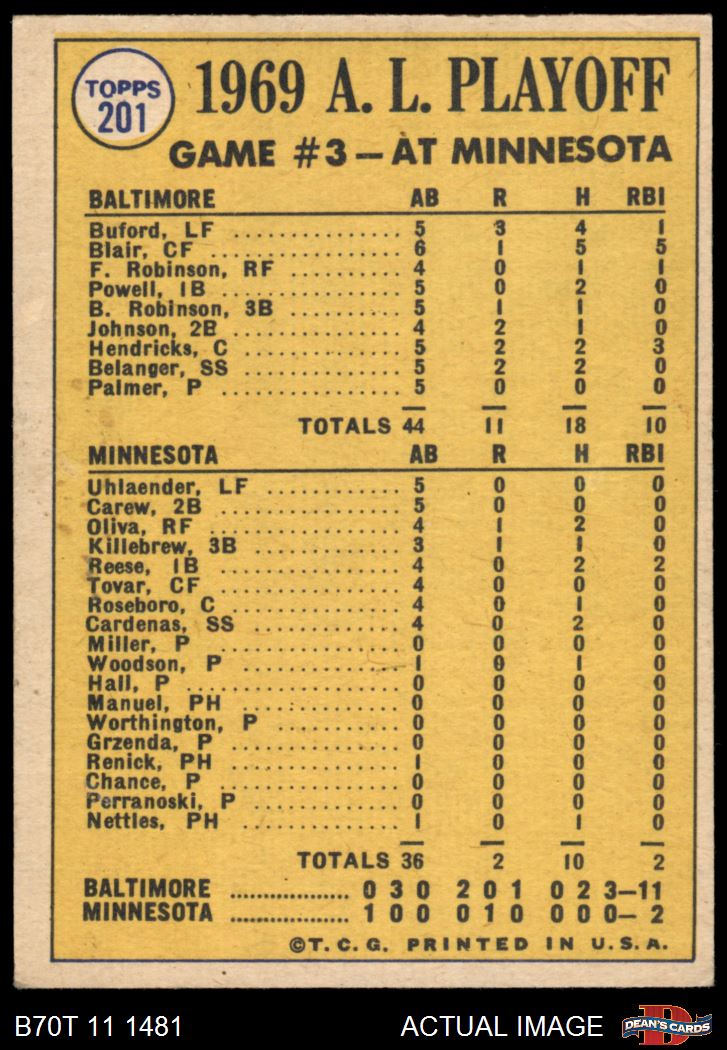 TOPPS
201
1969 A. L. PLAYOFF
GAME #3 — AT MINNESOTA
BALTIMORE AB R H RBI
Buford, LF ............... 5 3 4 1
Blair, CF ................. 6 1 5 5
F. Robinson, RF .......... 4 0 1 1
Powell, 1B ................ 5 0 2 0
B. Robinson, 3B ........... 5 1 1 0
Johnson, 2B ............... 4 2 1 0
Hendricks, C .............. 5 2 2 3
Belanger, SS .............. 5 2 2 0
Palmer, P ................ 5 0 0 0
TOTALS 44 11 18 10
MINNESOTA AB R H RBI
Uhlaender, LF ............ 5 0 0 0
Carew, 2B ................. 5 0 0 0
Oliva, RF ................ 4 1 2 0
Killebrew, 3B ............. 3 1 1 0
Reese, 1B ................. 4 0 2 2
Tovar, CF ................. 4 0 0 0
Roseboro, C ............... 4 0 1 0
Cardenas, SS .............. 4 0 2 0
Miller, P ................ 0 0 0 0
Woodson, P ................ 1 0 1 0
Hall, P .................. 0 0 0 0
Manuel, PH ................ 0 0 0 0
Worthington, P ........... 0 0 0 0
Grzenda, P ............... 0 0 0 0
Renick, PH ................ 1 0 0 0
Chance, P ................ 0 0 0 0
Perranoski, P ............. 0 0 0 0
Nettles, PH ............... 1 0 1 0
TOTALS 36 2 10 2
BALTIMORE .................. 0 3 0 2 0 1 0 2 3—11
MINNESOTA .................. 1 0 0 0 1 0 0 0 0— 2
©T. C. G. PRINTED IN U. S. A.
B70T 11 1481 ACTUAL IMAGE
D
DEAN'S CARDS